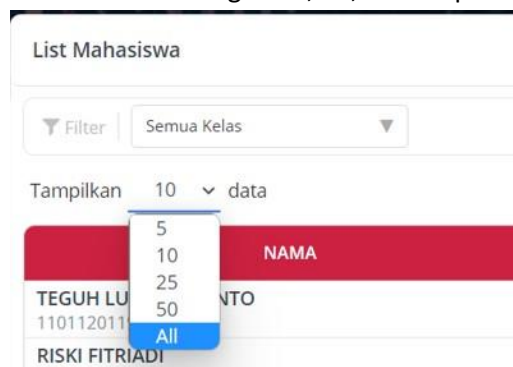 List Mahasiswa
Filter Semua Kelas
Tampilkan 10 data
5
10
25
50
All
NAMA
TEGUH LU NTO
110112011
RISKI FITRIADI